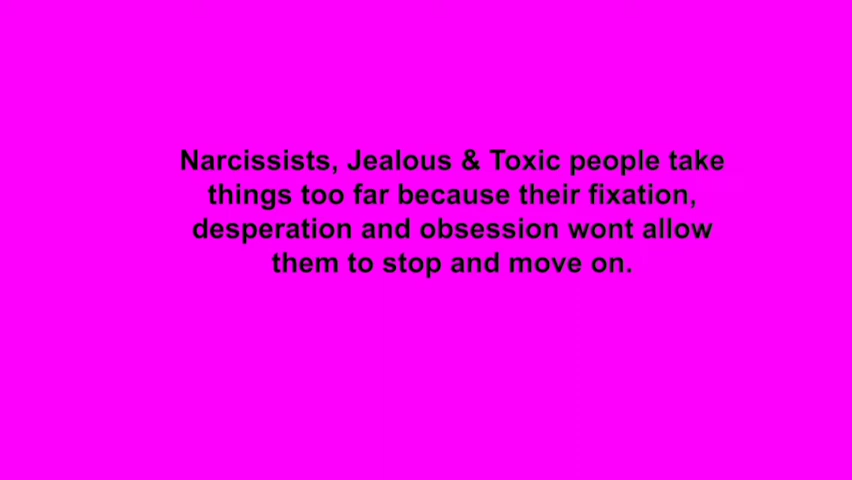 Narcissists, Jealous & Toxic people take
things too far because their fixation,
desperation and obsession wont allow
them to stop and move on.